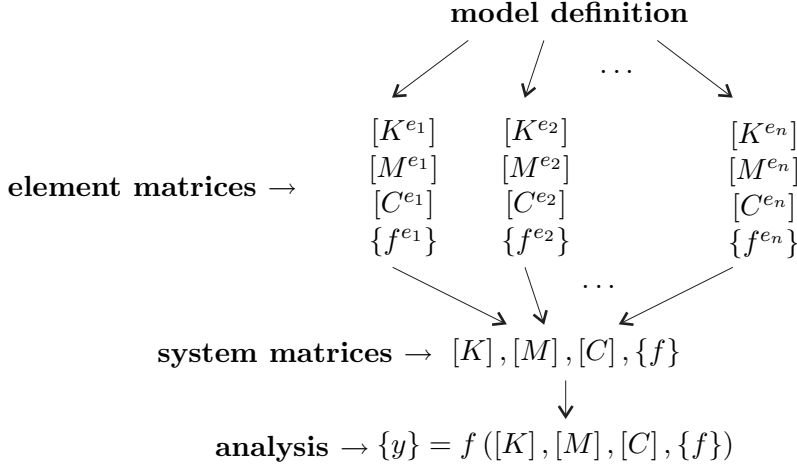 model definition
. . .
[K^{e_1}] [K^{e_2}] [K^{e_n}]
[M^{e_1}] [M^{e_2}] [M^{e_n}]
element matrices →
[C^{e_1}] [C^{e_2}] [C^{e_n}]
{f^{e_1}} {f^{e_2}} {f^{e_n}}
. . .
system matrices → [K] , [M] , [C] , {f}
analysis → {y} = f ([K] , [M] , [C] , {f})